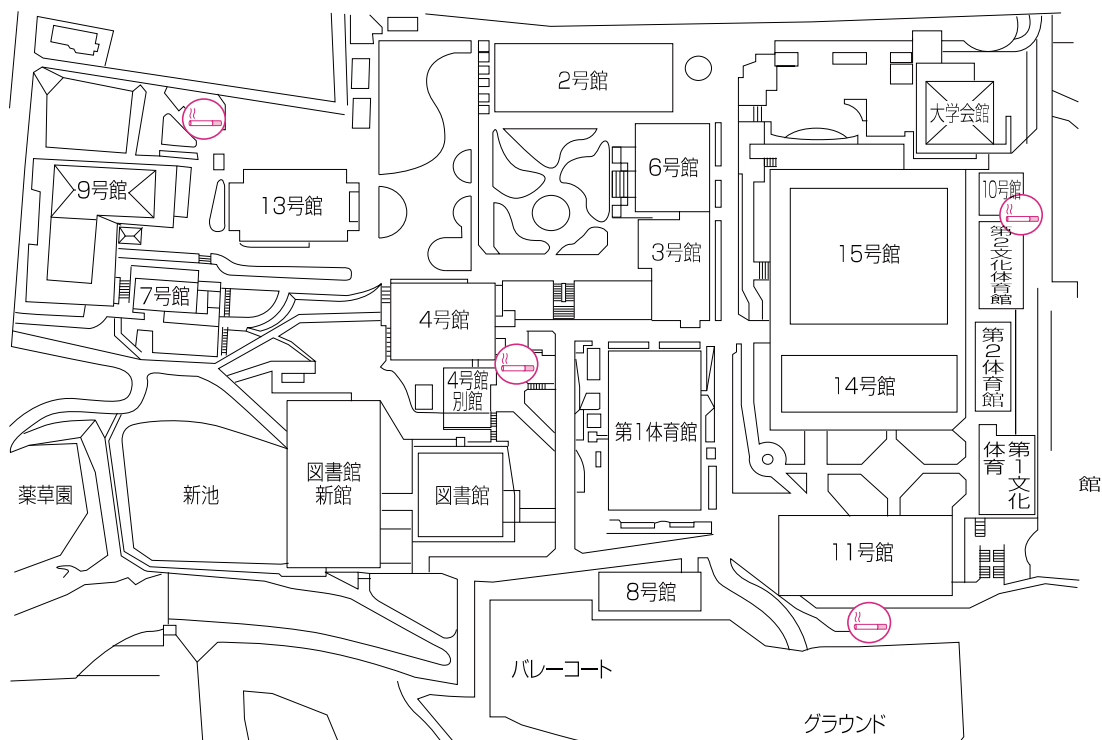 2号館
大学会館
6号館
9号館
10号館
13号館
3号館
15号館
第2文化体育館
7号館
4号館
第2体育館
4号館
別館
14号館
第1体育館
第1文化
体育
館
図書館
新館
図書館
薬草園
新池
11号館
8号館
バレーコート
グラウンド